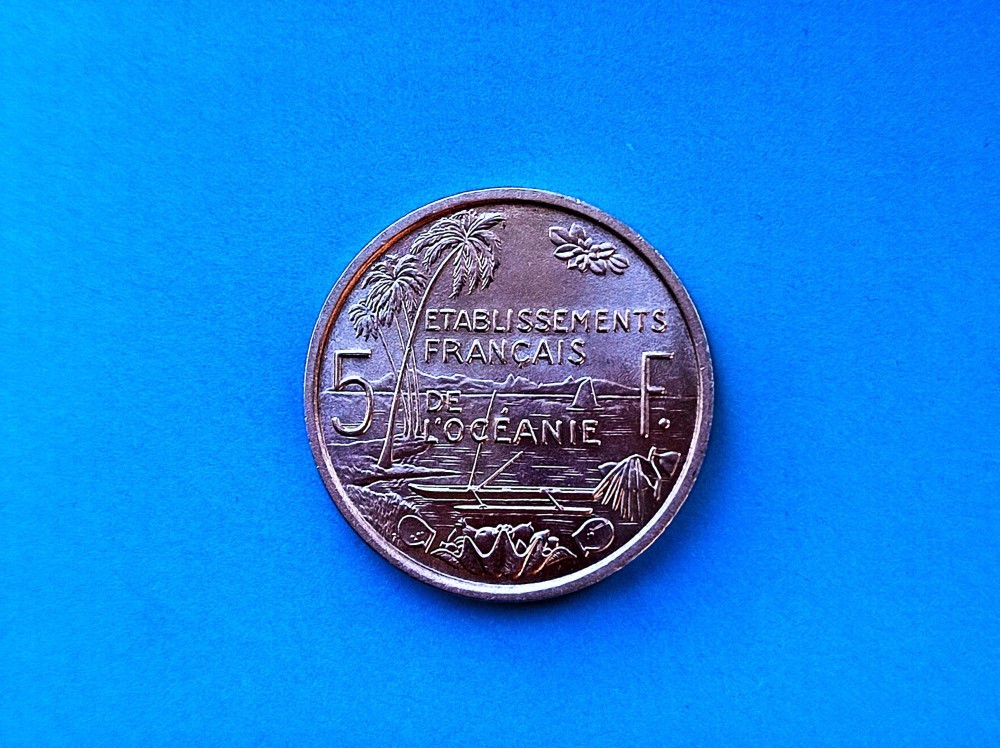 ETABLISSEMENTS
FRANÇAIS
5 F.
DE
L'OCÉANIE